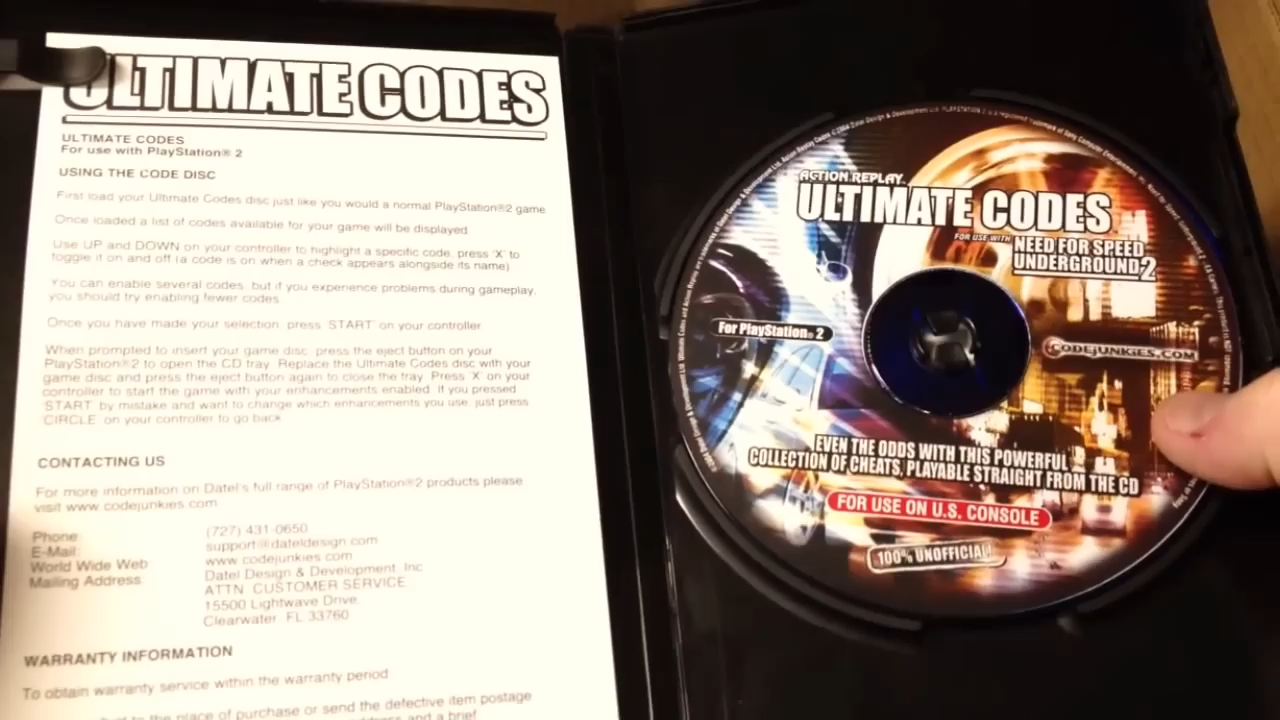 ULTIMATE CODES
ULTIMATE CODES
For use with PlayStation® 2
USING THE CODE DISC
First load your Ultimate Codes disc just like you would a normal PlayStation®2 game
Once loaded a list of codes available for your game will be displayed
Use UP and DOWN on your controller to highlight a specific code, press 'X' to
toggle it on and off (a code is on when a check appears alongside its name)
You can enable several codes, but if you experience problems during gameplay,
you should try enabling fewer codes
Once you have made your selection, press 'START' on your controller
When prompted to insert your game disc, press the eject button on your
PlayStation®2 to open the CD tray. Replace the Ultimate Codes disc with your
game disc and press the eject button again to close the tray. Press 'X' on your
controller to start the game with your enhancements enabled. If you pressed
START by mistake and want to change which enhancements you use, just press
CIRCLE on your controller to go back
CONTACTING US
For more information on Datel's full range of PlayStation®2 products please
visit www.codejunkies.com
Phone: (727) 431-0650
E-Mail: support@dateldesign.com
World Wide Web www.codejunkies.com
Mailing Address: Datel Design & Development Inc
ATTN. CUSTOMER SERVICE
15500 Lightwave Drive.
Clearwater. FL 33760
WARRANTY INFORMATION
To obtain warranty service within the warranty period
to the place of purchase or send the defective item postage
and a brief
ACTION REPLAY
ULTIMATE CODES
FOR USE WITH NEED FOR SPEED
UNDERGROUND 2
For PlayStation® 2
CODEJUNKIES.COM
EVEN THE ODDS WITH THIS POWERFUL
COLLECTION OF CHEATS, PLAYABLE STRAIGHT FROM THE CD
FOR USE ON U.S. CONSOLE
100% UNOFFICIAL!